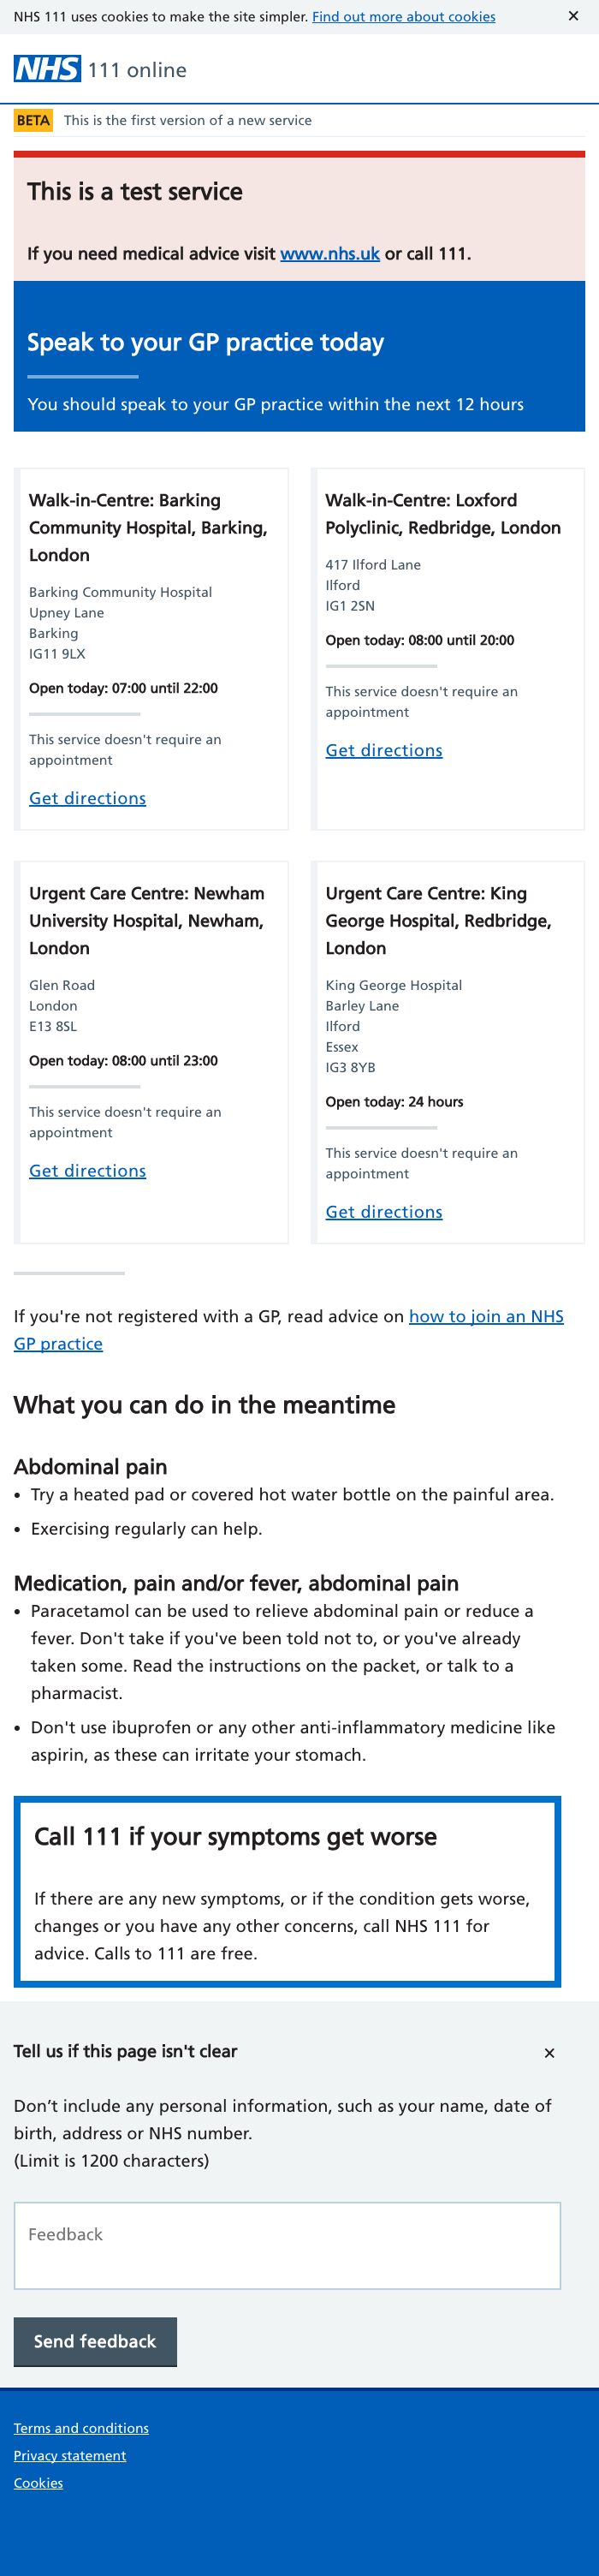 NHS 111 uses cookies to make the site simpler. Find out more about cookies ✕
NHS 111 online
BETA This is the first version of a new service
This is a test service
If you need medical advice visit www.nhs.uk or call 111.
Speak to your GP practice today
You should speak to your GP practice within the next 12 hours
Walk-in-Centre: Barking
Community Hospital, Barking,
London
Barking Community Hospital
Upney Lane
Barking
IG11 9LX
Open today: 07:00 until 22:00
This service doesn't require an
appointment
Get directions
Walk-in-Centre: Loxford
Polyclinic, Redbridge, London
417 Ilford Lane
Ilford
IG1 2SN
Open today: 08:00 until 20:00
This service doesn't require an
appointment
Get directions
Urgent Care Centre: Newham
University Hospital, Newham,
London
Glen Road
London
E13 8SL
Open today: 08:00 until 23:00
This service doesn't require an
appointment
Get directions
Urgent Care Centre: King
George Hospital, Redbridge,
London
King George Hospital
Barley Lane
Ilford
Essex
IG3 8YB
Open today: 24 hours
This service doesn't require an
appointment
Get directions
If you're not registered with a GP, read advice on how to join an NHS
GP practice
What you can do in the meantime
Abdominal pain
• Try a heated pad or covered hot water bottle on the painful area.
• Exercising regularly can help.
Medication, pain and/or fever, abdominal pain
• Paracetamol can be used to relieve abdominal pain or reduce a
fever. Don't take if you've been told not to, or you've already
taken some. Read the instructions on the packet, or talk to a
pharmacist.
• Don't use ibuprofen or any other anti-inflammatory medicine like
aspirin, as these can irritate your stomach.
Call 111 if your symptoms get worse
If there are any new symptoms, or if the condition gets worse,
changes or you have any other concerns, call NHS 111 for
advice. Calls to 111 are free.
Tell us if this page isn't clear ✕
Don’t include any personal information, such as your name, date of
birth, address or NHS number.
(Limit is 1200 characters)
Feedback
Send feedback
Terms and conditions
Privacy statement
Cookies